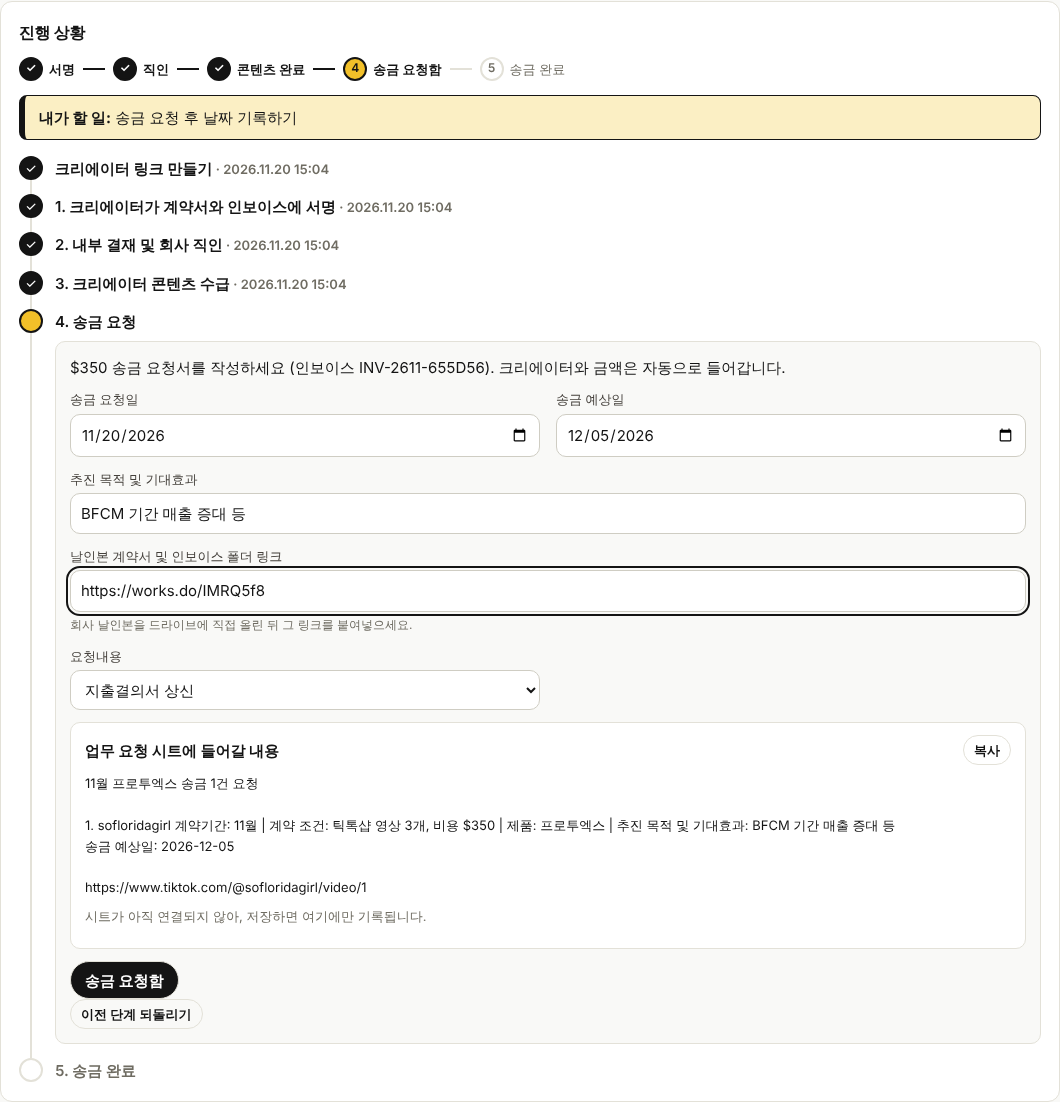 진행 상황
서명 직인 콘텐츠 완료 4 송금 요청함 5 송금 완료
내가 할 일: 송금 요청 후 날짜 기록하기
크리에이터 링크 만들기 · 2026.11.20 15:04
1. 크리에이터가 계약서와 인보이스에 서명 · 2026.11.20 15:04
2. 내부 결재 및 회사 직인 · 2026.11.20 15:04
3. 크리에이터 콘텐츠 수급 · 2026.11.20 15:04
4. 송금 요청
$350 송금 요청서를 작성하세요 (인보이스 INV-2611-655D56). 크리에이터와 금액은 자동으로 들어갑니다.
송금 요청일 송금 예상일
11/20/2026 12/05/2026
추진 목적 및 기대효과
BFCM 기간 매출 증대 등
날인본 계약서 및 인보이스 폴더 링크
https://works.do/IMRQ5f8
회사 날인본을 드라이브에 직접 올린 뒤 그 링크를 붙여넣으세요.
요청내용
지출결의서 상신
업무 요청 시트에 들어갈 내용 복사
11월 프로투엑스 송금 1건 요청
1. sofloridagirl 계약기간: 11월 | 계약 조건: 틱톡샵 영상 3개, 비용 $350 | 제품: 프로투엑스 | 추진 목적 및 기대효과: BFCM 기간 매출 증대 등
송금 예상일: 2026-12-05
https://www.tiktok.com/@sofloridagirl/video/1
시트가 아직 연결되지 않아, 저장하면 여기에만 기록됩니다.
송금 요청함
이전 단계 되돌리기
5. 송금 완료